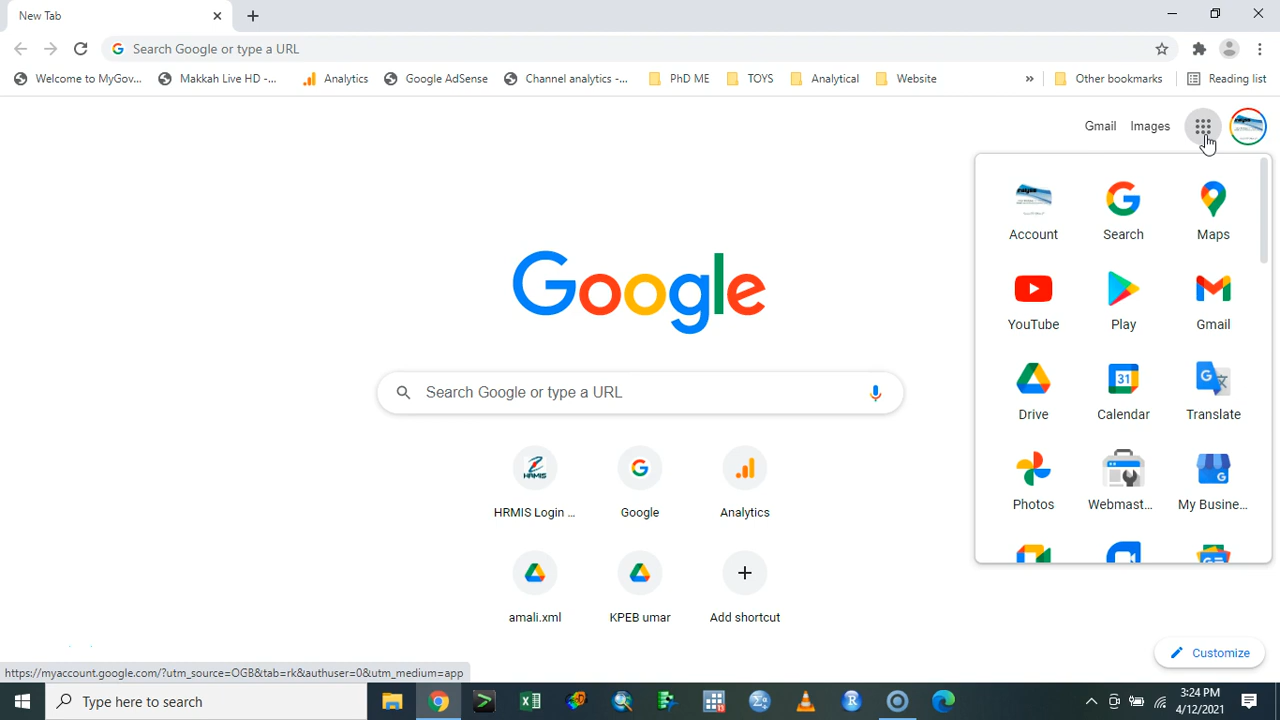 New Tab
Search Google or type a URL
Welcome to MyGov...
Makkah Live HD -...
Analytics
Google AdSense
Channel analytics -...
PhD ME
TOYS
Analytical
Website
»
Other bookmarks
Reading list
Gmail
Images
Account
Search
Maps
YouTube
Play
Gmail
Drive
31
Calendar
Translate
Photos
Webmast...
My Busine...
Google
Search Google or type a URL
HRMIS
HRMIS Login ...
Google
Analytics
amali.xml
KPEB umar
Add shortcut
Customize
https://myaccount.google.com/?utm_source=OGB&tab=rk&authuser=0&utm_medium=app
Type here to search
3:24 PM
4/12/2021